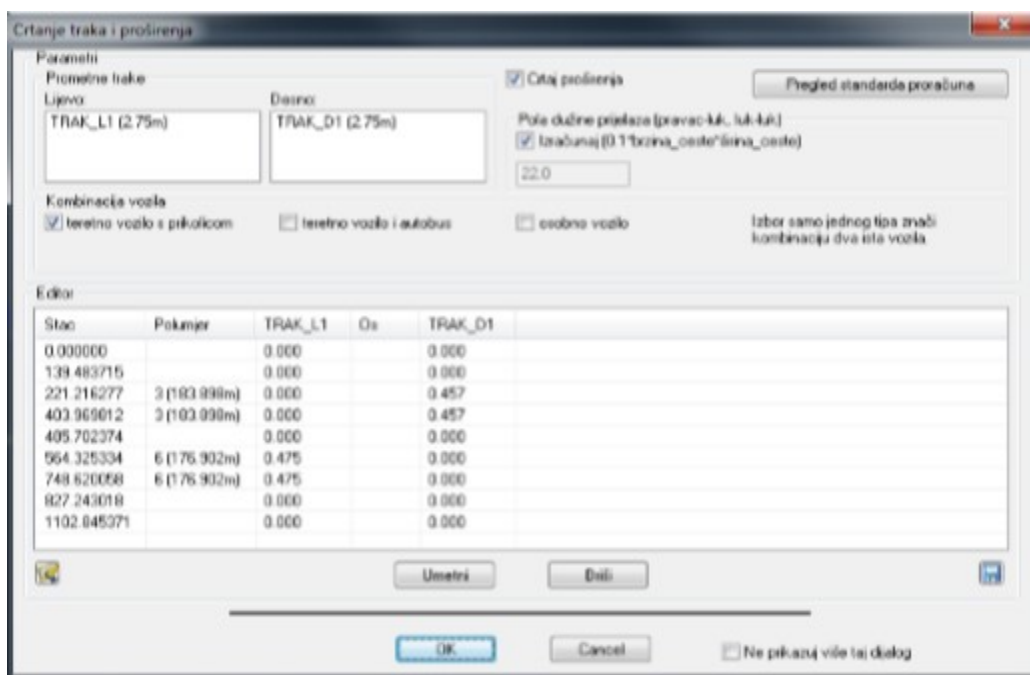 Crtanje traka i proširenja
Parametri
Prometne trake
Lijevo:
Desno:
TRAK_L1 (2.75m)
TRAK_D1 (2.75m)
Crtaj proširenja
Pregled standarda proračuna
Pola dužine prijelaza (pravac-luk, luk-luk)
Izračunaj (0.1*brzina_ceste*širina_ceste)
22.0
Kombinacija vozila
teretno vozilo s prikolicom
teretno vozilo i autobus
osobno vozilo
Izbor samo jednog tipa znači
kombinaciju dva ista vozila
Editor
Stac Polumjer TRAK_L1 Os TRAK_D1
0.000000 0.000 0.000
139.483715 0.000 0.000
221.216277 3 (183.898m) 0.000 0.457
403.969012 3 (183.898m) 0.000 0.457
485.702374 0.000 0.000
564.325334 6 (176.902m) 0.475 0.000
748.620058 6 (176.902m) 0.475 0.000
827.243018 0.000 0.000
1102.845371 0.000 0.000
Umetni
Briši
OK
Cancel
Ne prikazuj više taj dijalog